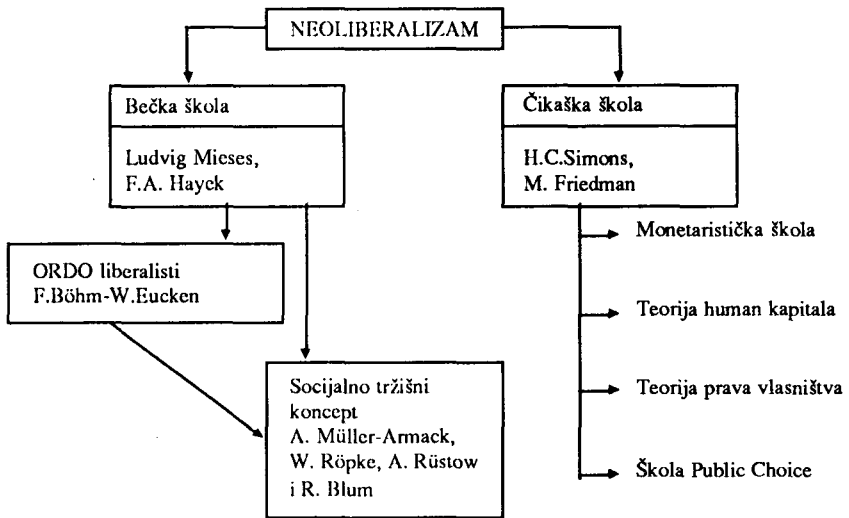 NEOLIBERALIZAM
Bečka škola
Ludvig Mieses,
F.A. Hayek
Čikaška škola
H.C.Simons,
M. Friedman
ORDO liberalisti
F.Böhm-W.Eucken
Socijalno tržišni
koncept
A. Müller-Armack,
W. Röpke, A. Rüstow
i R. Blum
Monetaristička škola
Teorija human kapitala
Teorija prava vlasništva
Škola Public Choice